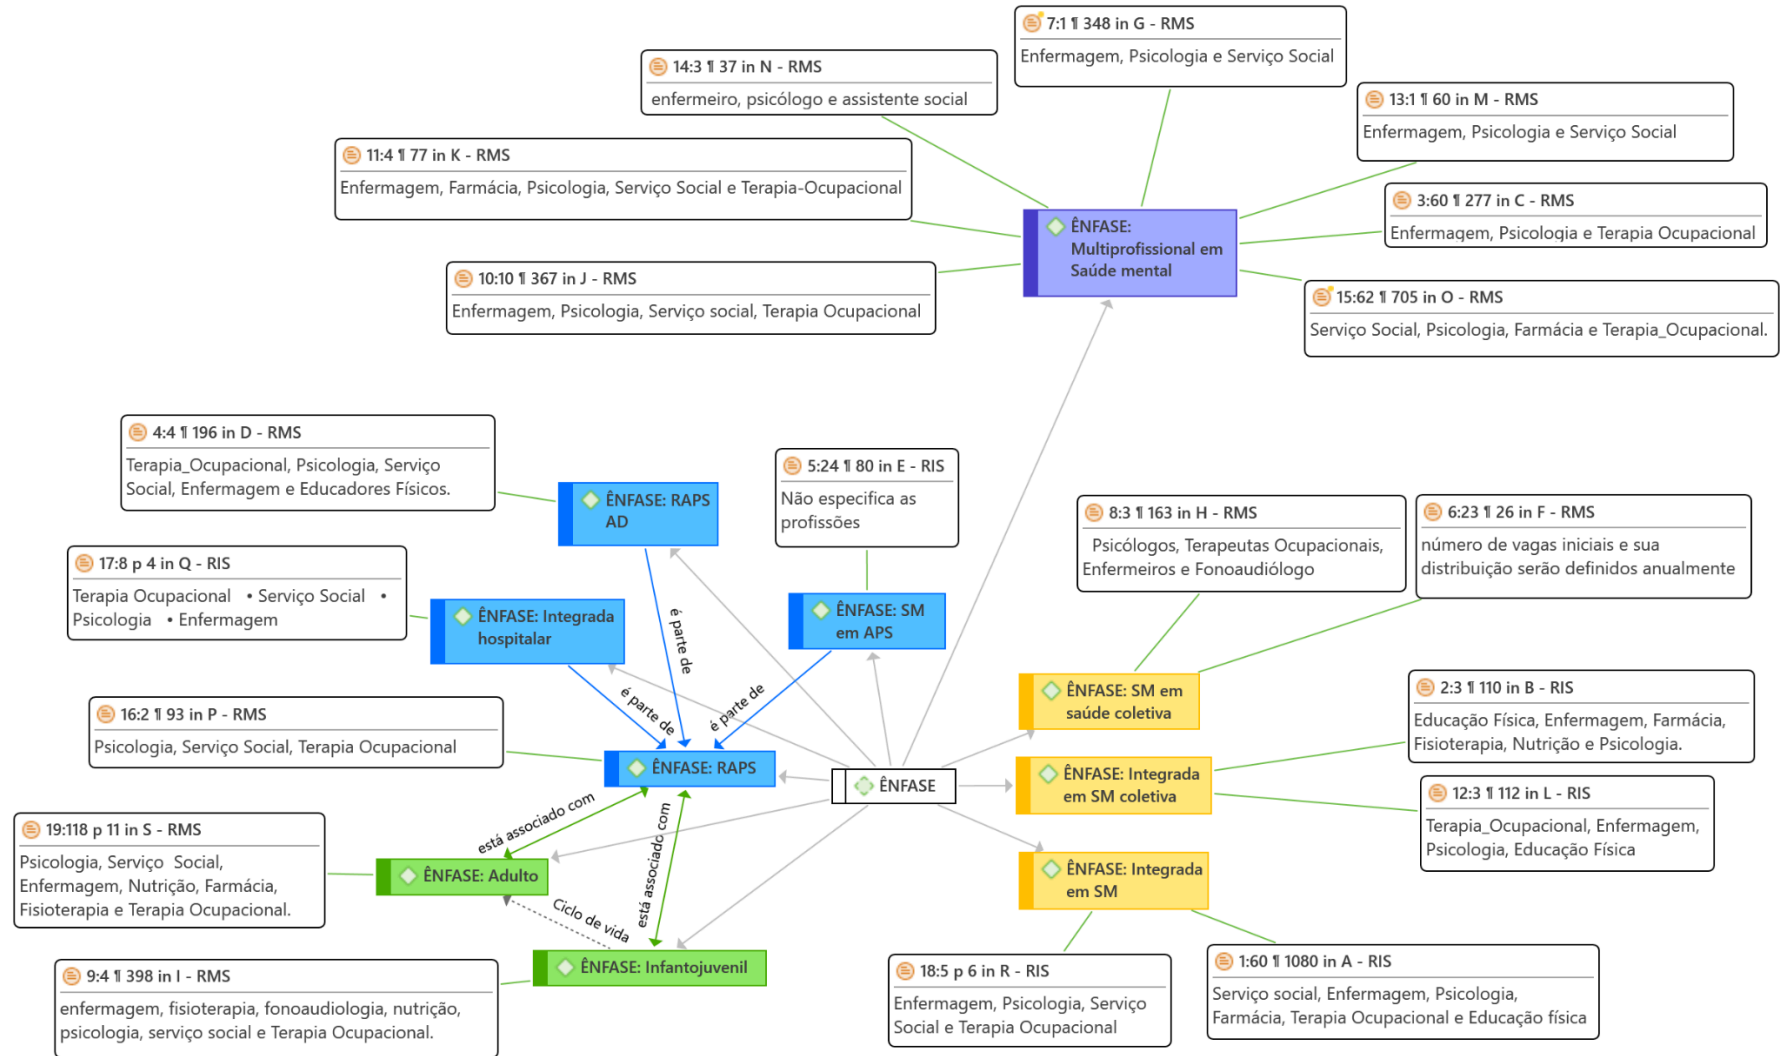 7:1 ¶ 348 in G - RMS
Enfermagem, Psicologia e Serviço Social
14:3 ¶ 37 in N - RMS
enfermeiro, psicólogo e assistente social
13:1 ¶ 60 in M - RMS
Enfermagem, Psicologia e Serviço Social
11:4 ¶ 77 in K - RMS
Enfermagem, Farmácia, Psicologia, Serviço Social e Terapia-Ocupacional
3:60 ¶ 277 in C - RMS
Enfermagem, Psicologia e Terapia Ocupacional
ÊNFASE:
Multiprofissional em
Saúde mental
10:10 ¶ 367 in J - RMS
Enfermagem, Psicologia, Serviço social, Terapia Ocupacional
15:62 ¶ 705 in O - RMS
Serviço Social, Psicologia, Farmácia e Terapia_Ocupacional.
4:4 ¶ 196 in D - RMS
Terapia_Ocupacional, Psicologia, Serviço
Social, Enfermagem e Educadores Físicos.
5:24 ¶ 80 in E - RIS
Não especifica as
profissões
ÊNFASE: RAPS
AD
8:3 ¶ 163 in H - RMS
Psicólogos, Terapeutas Ocupacionais,
Enfermeiros e Fonoaudiólogo
6:23 ¶ 26 in F - RMS
número de vagas iniciais e sua
distribuição serão definidos anualmente
17:8 p 4 in Q - RIS
Terapia Ocupacional • Serviço Social •
Psicologia • Enfermagem
ÊNFASE: Integrada
hospitalar
ÊNFASE: SM
em APS
é parte de
é parte de
é parte de
ÊNFASE: SM em
saúde coletiva
2:3 ¶ 110 in B - RIS
Educação Física, Enfermagem, Farmácia,
Fisioterapia, Nutrição e Psicologia.
16:2 ¶ 93 in P - RMS
Psicologia, Serviço Social, Terapia Ocupacional
ÊNFASE: RAPS
ÊNFASE
ÊNFASE: Integrada
em SM coletiva
12:3 ¶ 112 in L - RIS
Terapia_Ocupacional, Enfermagem,
Psicologia, Educação Física
está associado com
está associado com
19:118 p 11 in S - RMS
Psicologia, Serviço Social,
Enfermagem, Nutrição, Farmácia,
Fisioterapia e Terapia Ocupacional.
ÊNFASE: Adulto
ÊNFASE: Integrada
em SM
Ciclo de vida
ÊNFASE: Infantojuvenil
9:4 ¶ 398 in I - RMS
enfermagem, fisioterapia, fonoaudiologia, nutrição,
psicologia, serviço social e Terapia Ocupacional.
18:5 p 6 in R - RIS
Enfermagem, Psicologia, Serviço
Social e Terapia Ocupacional
1:60 ¶ 1080 in A - RIS
Serviço social, Enfermagem, Psicologia,
Farmácia, Terapia Ocupacional e Educação física